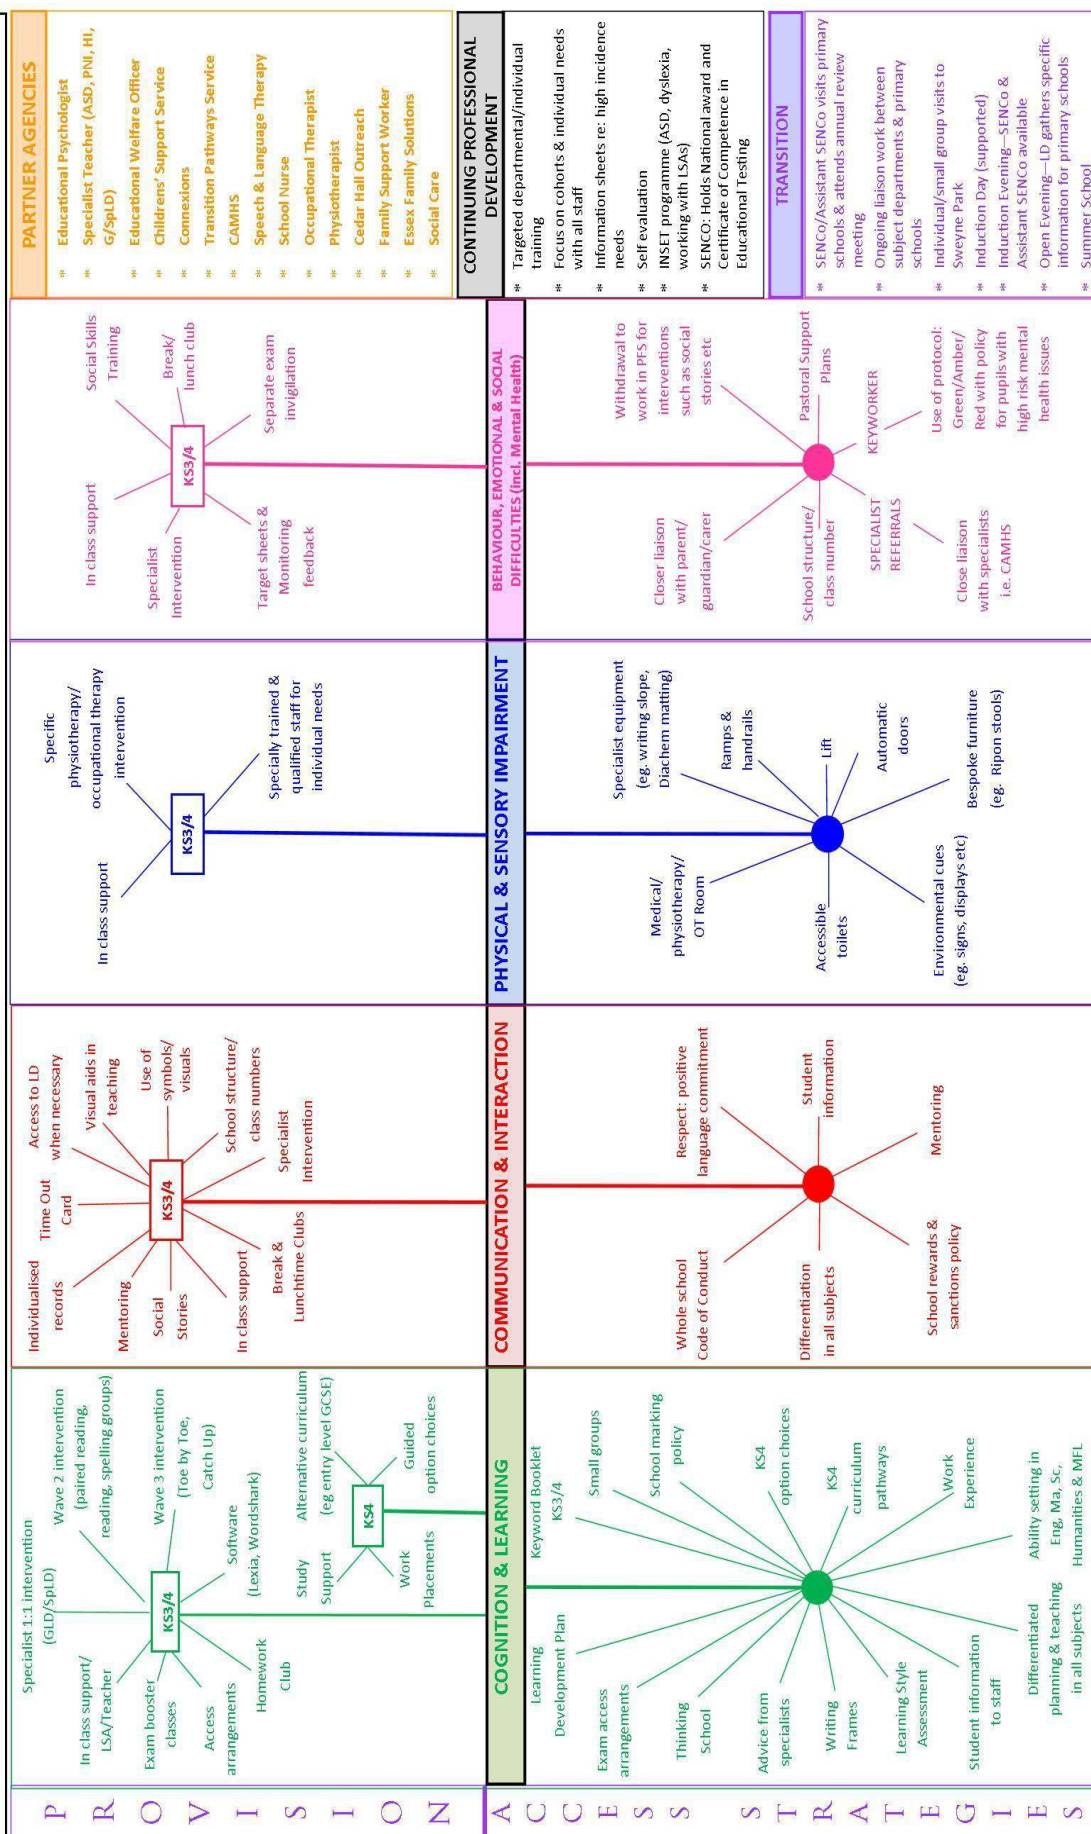 PROVISION
ACCESS STRATEGIES
Specialist 1:1 intervention
(GLD/SpLD)
Wave 2 intervention
(paired reading,
reading, spelling groups)
In class support/
LSA/Teacher
KS3/4
Wave 3 intervention
(Toe by Toe,
Catch Up)
Exam booster
classes
Software
(Lexia, Wordshark)
Access
arrangements
Homework
Club
Study
Support
Alternative curriculum
(eg entry level GCSE)
KS4
Work
Placements
Guided
option choices
COGNITION & LEARNING
Learning
Development Plan
Keyword Booklet
KS3/4
Exam access
arrangements
Small groups
Thinking
School
School marking
policy
Advice from
specialists
KS4
option choices
Writing
Frames
KS4
curriculum
pathways
Learning Style
Assessment
Work
Experience
Student information
to staff
Differentiated
planning & teaching
in all subjects
Ability setting in
Eng, Ma, Sc,
Humanities & MFL
Individualised
records
Time Out
Card
Access to LD
when necessary
Visual aids in
teaching
Mentoring
KS3/4
Use of
symbols/
visuals
Social
Stories
School structure/
class numbers
In class support
Break &
Lunchtime Clubs
Specialist
Intervention
COMMUNICATION & INTERACTION
Whole school
Code of Conduct
Respect: positive
language commitment
Differentiation
in all subjects
Student
information
School rewards &
sanctions policy
Mentoring
In class support
Specific
physiotherapy/
occupational therapy
intervention
KS3/4
Specially trained &
qualified staff for
individual needs
PHYSICAL & SENSORY IMPAIRMENT
Medical/
physiotherapy/
OT Room
Specialist equipment
(eg. writing slope,
Diachem matting)
Ramps &
handrails
Accessible
toilets
Lift
Automatic
doors
Environmental cues
(eg. signs, displays etc)
Bespoke furniture
(eg. Ripon stools)
In class support
Social Skills
Training
Specialist
Intervention
KS3/4
Break/
lunch club
Target sheets &
Monitoring
feedback
Separate exam
invigilation
BEHAVIOUR, EMOTIONAL & SOCIAL
DIFFICULTIES (incl. Mental Health)
Closer liaison
with parent/
guardian/carer
Withdrawal to
work in PFS for
interventions
such as social
stories etc
School structure/
class number
Pastoral Support
Plans
SPECIALIST
REFERRALS
KEYWORKER
Close liaison
with specialists
i.e. CAMHS
Use of protocol:
Green/Amber/
Red with policy
for pupils with
high risk mental
health issues
PARTNER AGENCIES
* Educational Psychologist
* Specialist Teacher (ASD, PNI, HI,
G/SpLD)
* Educational Welfare Officer
* Childrens' Support Service
* Connexions
* Transition Pathways Service
* CAMHS
* Speech & Language Therapy
* School Nurse
* Occupational Therapist
* Physiotherapist
* Cedar Hall Outreach
* Family Support Worker
* Essex Family Solutions
* Social Care
CONTINUING PROFESSIONAL
DEVELOPMENT
* Targeted departmental/individual
training
* Focus on cohorts & individual needs
with all staff
* Information sheets re: high incidence
needs
* Self evaluation
* INSET programme (ASD, dyslexia,
working with LSAs)
* SENCO: Holds National award and
Certificate of Competence in
Educational Testing
TRANSITION
* SENCo/Assistant SENCo visits primary
schools & attends annual review
meeting
* Ongoing liaison work between
subject departments & primary
schools
* Individual/small group visits to
Sweyne Park
* Induction Day (supported)
* Induction Evening—SENCo &
Assistant SENCo available
* Open Evening—LD gathers specific
information for primary schools
* Summer School